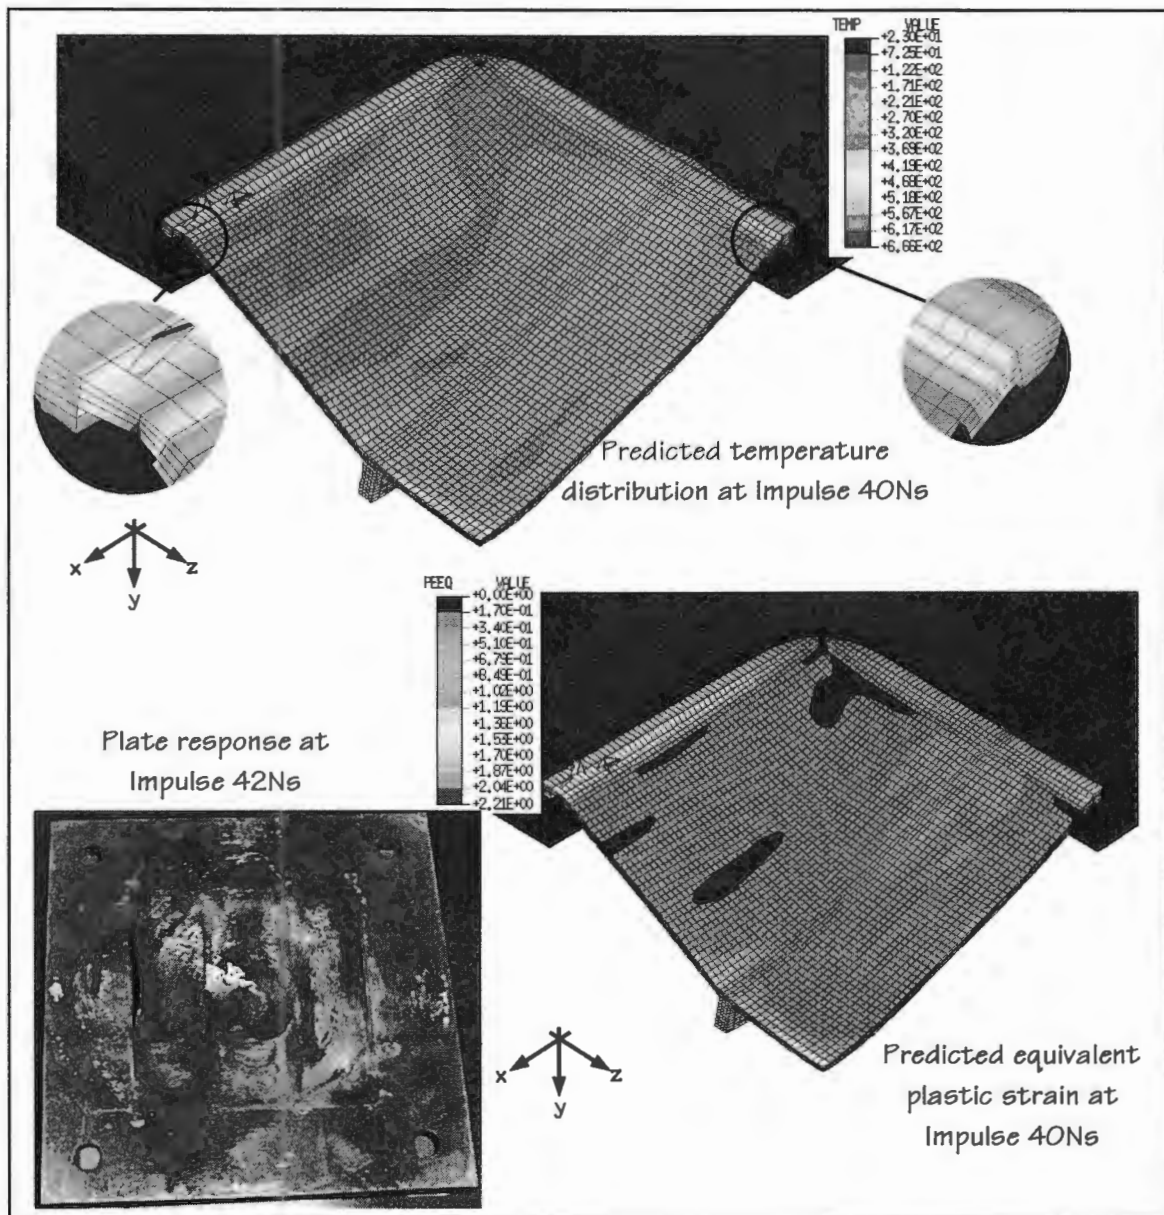 TEMP VALUE
+2.30E+01
+7.25E+01
+1.22E+02
+1.71E+02
+2.21E+02
+2.70E+02
+3.20E+02
+3.69E+02
+4.19E+02
+4.68E+02
+5.18E+02
+5.67E+02
+6.17E+02
+6.66E+02
Predicted temperature
distribution at Impulse 40Ns
x
z
y
PEEQ VALUE
+0.00E+00
+1.70E-01
+3.40E-01
+5.10E-01
+6.79E-01
+8.49E-01
+1.02E+00
+1.19E+00
+1.36E+00
+1.53E+00
+1.70E+00
+1.87E+00
+2.04E+00
+2.21E+00
Plate response at
Impulse 42Ns
x
z
y
Predicted equivalent
plastic strain at
Impulse 40Ns